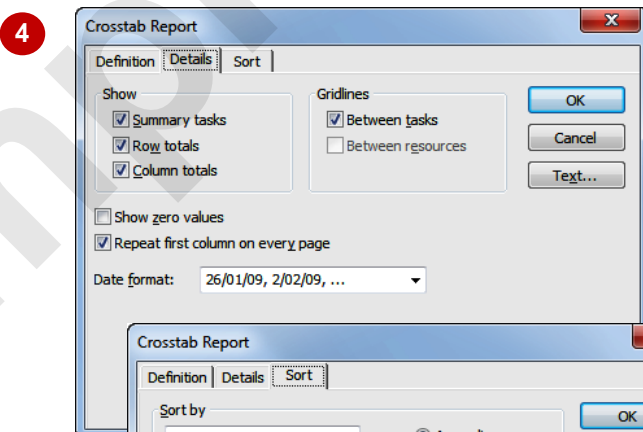 4
Crosstab Report
Definition Details Sort
Show
Summary tasks
Row totals
Column totals
Gridlines
Between tasks
Between resources
OK
Cancel
Text...
Show zero values
Repeat first column on every page
Date format: 26/01/09, 2/02/09, ...
Crosstab Report
Definition Details Sort
Sort by
OK